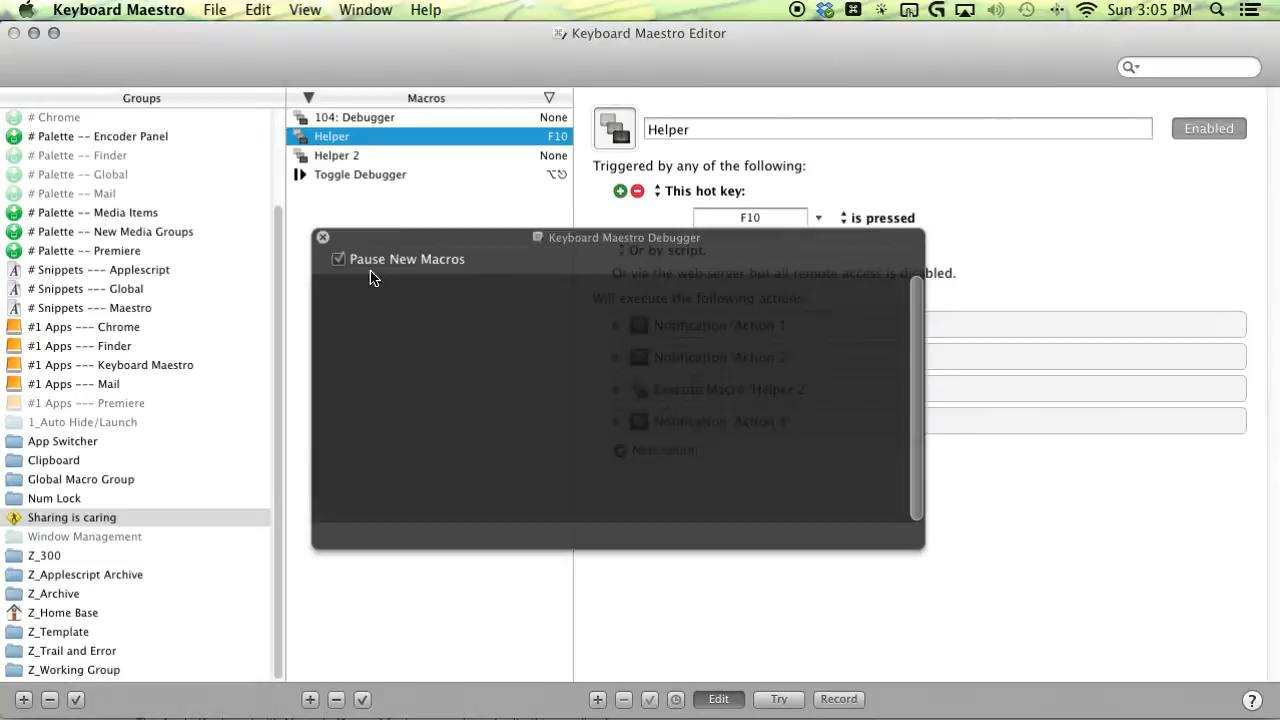 Keyboard Maestro File Edit View Window Help Sun 3:05 PM
Keyboard Maestro Editor
Groups
# Chrome
# Palette -- Encoder Panel
# Palette -- Finder
# Palette -- Global
# Palette -- Mail
# Palette -- Media Items
# Palette -- New Media Groups
# Palette -- Premiere
# Snippets --- Applescript
# Snippets --- Global
# Snippets --- Maestro
#1 Apps --- Chrome
#1 Apps --- Finder
#1 Apps --- Keyboard Maestro
#1 Apps --- Mail
#1 Apps --- Premiere
1_Auto Hide/Launch
App Switcher
Clipboard
Global Macro Group
Num Lock
Sharing is caring
Window Management
Z_300
Z_Applescript Archive
Z_Archive
Z_Home Base
Z_Template
Z_Trail and Error
Z_Working Group
Macros
104: Debugger None
Helper F10
Helper 2 None
Toggle Debugger ⌥⎋
Helper Enabled
Triggered by any of the following:
This hot key:
F10 is pressed
Or by script.
Or via the web server but all remote access is disabled.
Will execute the following actions:
Notification 'Action 1'
Notification 'Action 2'
Execute Macro 'Helper 2'
Notification 'Action 4'
New Action
Keyboard Maestro Debugger
Pause New Macros
Edit Try Record